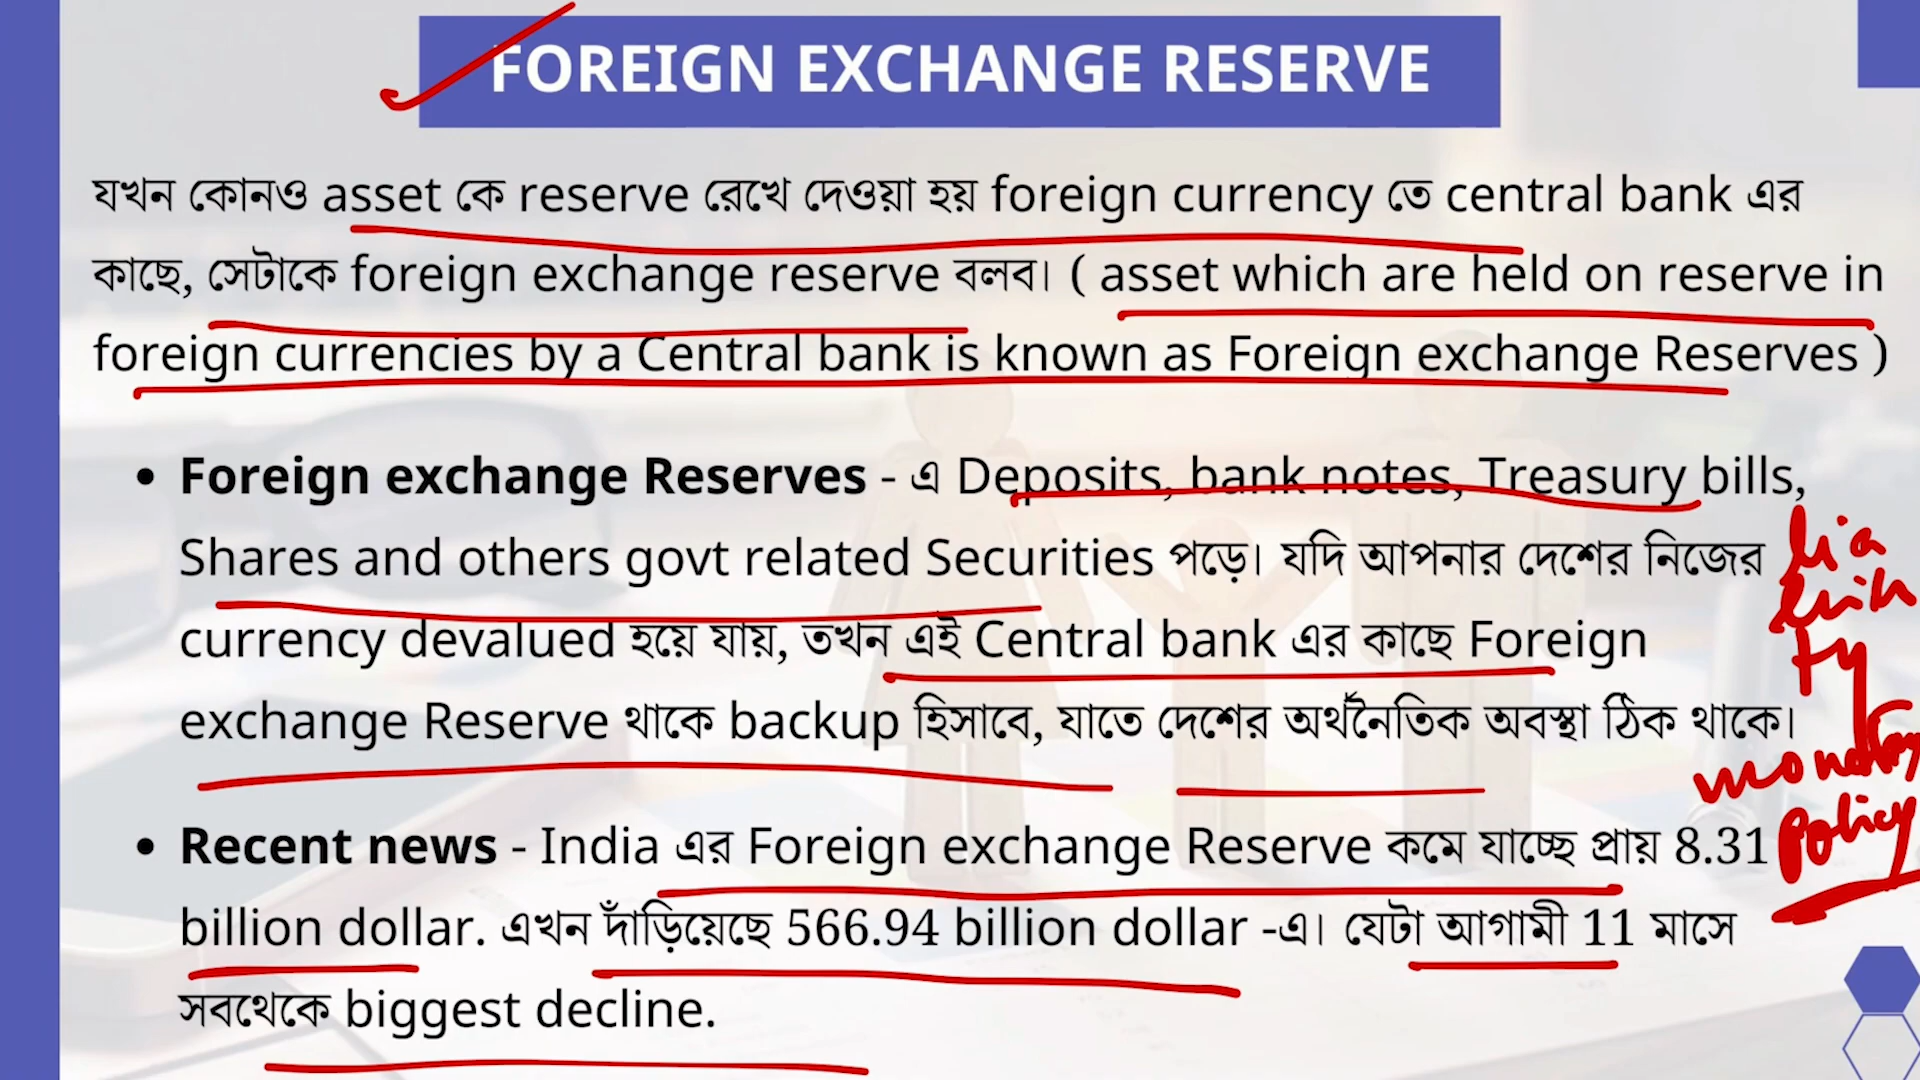 FOREIGN EXCHANGE RESERVE
যখন কোনও asset কে reserve রেখে দেওয়া হয় foreign currency তে central bank এর
কাছে, সেটাকে foreign exchange reserve বলব। ( asset which are held on reserve in
foreign currencies by a Central bank is known as Foreign exchange Reserves )
• Foreign exchange Reserves - এ Deposits, bank notes, Treasury bills,
Shares and others govt related Securities পড়ে। যদি আপনার দেশের নিজের
currency devalued হয়ে যায়, তখন এই Central bank এর কাছে Foreign
exchange Reserve থাকে backup হিসাবে, যাতে দেশের অর্থনৈতিক অবস্থা ঠিক থাকে।
• Recent news - India এর Foreign exchange Reserve কমে যাচ্ছে প্রায় 8.31
billion dollar. এখন দাঁড়িয়েছে 566.94 billion dollar -এ। যেটা আগামী 11 মাসে
সবথেকে biggest decline.
monetary
policy